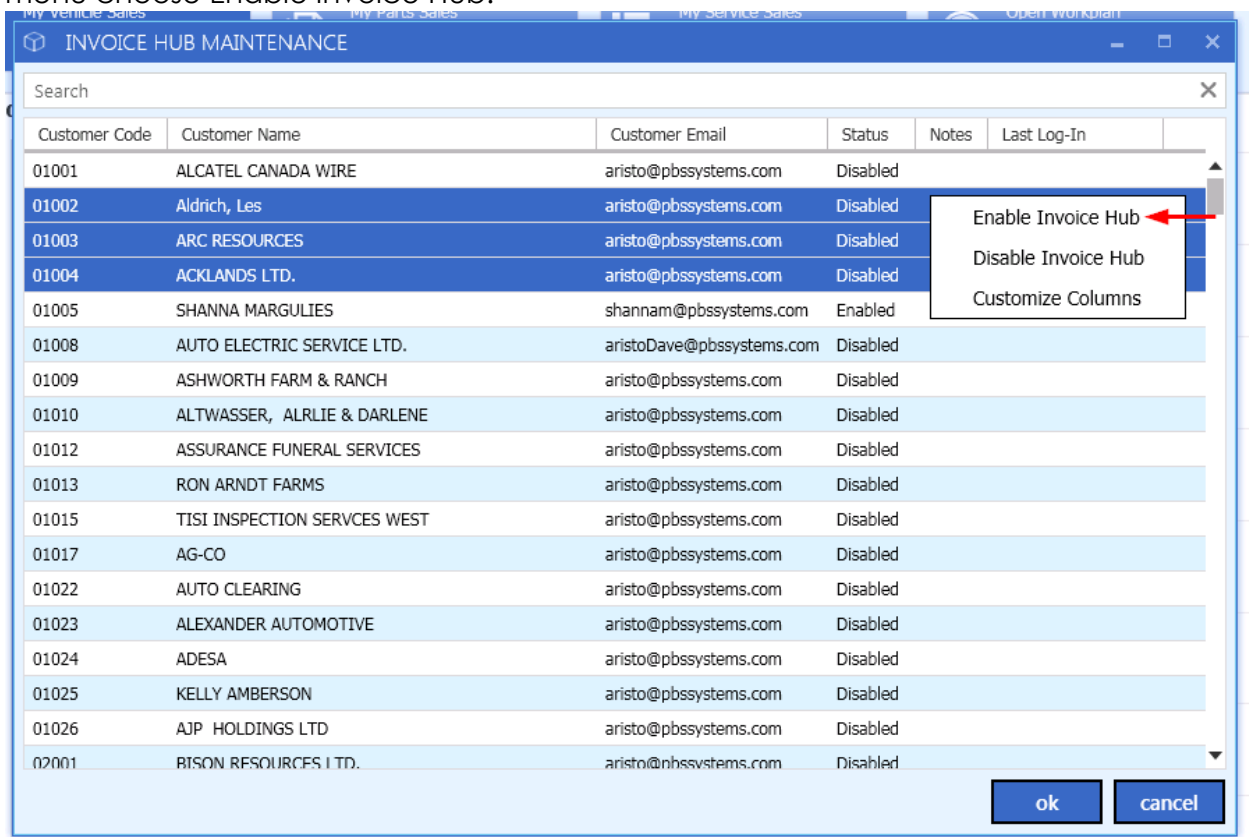 menu choose Enable Invoice Hub.
My Vehicle Sales My Parts Sales My Service Sales Open Workplan
INVOICE HUB MAINTENANCE
Search
Customer Code Customer Name Customer Email Status Notes Last Log-In
01001 ALCATEL CANADA WIRE aristo@pbssystems.com Disabled
01002 Aldrich, Les aristo@pbssystems.com Disabled
Enable Invoice Hub
01003 ARC RESOURCES aristo@pbssystems.com Disabled
Disable Invoice Hub
01004 ACKLANDS LTD. aristo@pbssystems.com Disabled
Customize Columns
01005 SHANNA MARGULIES shannam@pbssystems.com Enabled
01008 AUTO ELECTRIC SERVICE LTD. aristoDave@pbssystems.com Disabled
01009 ASHWORTH FARM & RANCH aristo@pbssystems.com Disabled
01010 ALTWASSER, ALRLIE & DARLENE aristo@pbssystems.com Disabled
01012 ASSURANCE FUNERAL SERVICES aristo@pbssystems.com Disabled
01013 RON ARNDT FARMS aristo@pbssystems.com Disabled
01015 TISI INSPECTION SERVCES WEST aristo@pbssystems.com Disabled
01017 AG-CO aristo@pbssystems.com Disabled
01022 AUTO CLEARING aristo@pbssystems.com Disabled
01023 ALEXANDER AUTOMOTIVE aristo@pbssystems.com Disabled
01024 ADESA aristo@pbssystems.com Disabled
01025 KELLY AMBERSON aristo@pbssystems.com Disabled
01026 AJP HOLDINGS LTD aristo@pbssystems.com Disabled
02001 BISON RESOURCES LTD. aristo@pbssystems.com Disabled
ok cancel